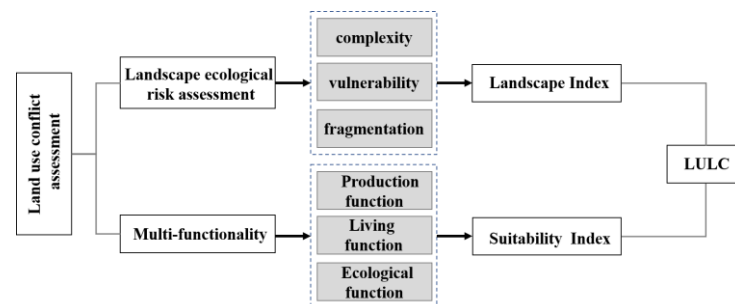 Land use conflict
assessment
Landscape ecological
risk assessment
complexity
vulnerability
fragmentation
Landscape Index
Multi-functionality
Production
function
Living
function
Ecological
function
Suitability Index
LULC